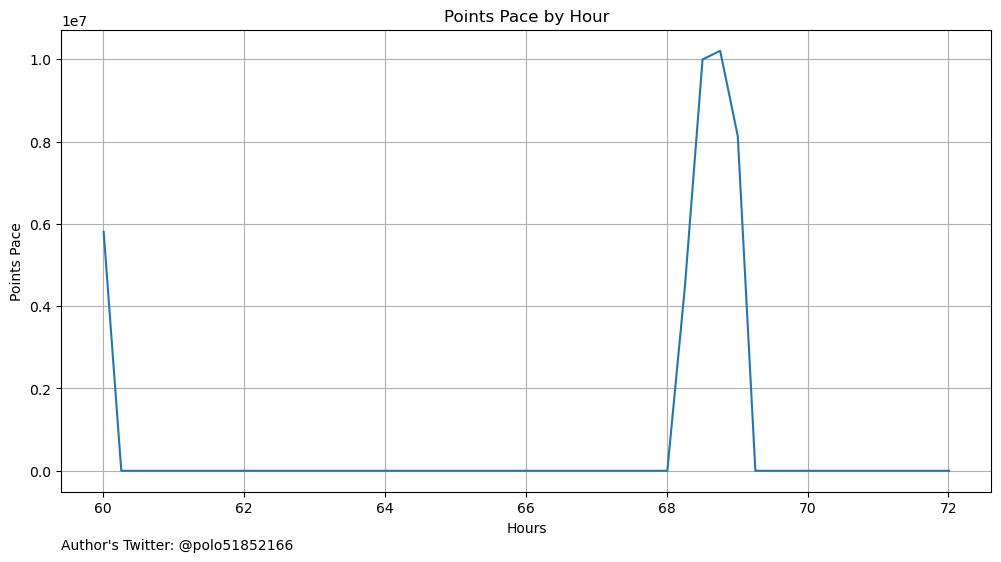 Points Pace by Hour
1e7
1.0
0.8
0.6
0.4
0.2
0.0
Points Pace
60 62 64 66 68 70 72
Hours
Author's Twitter: @polo51852166